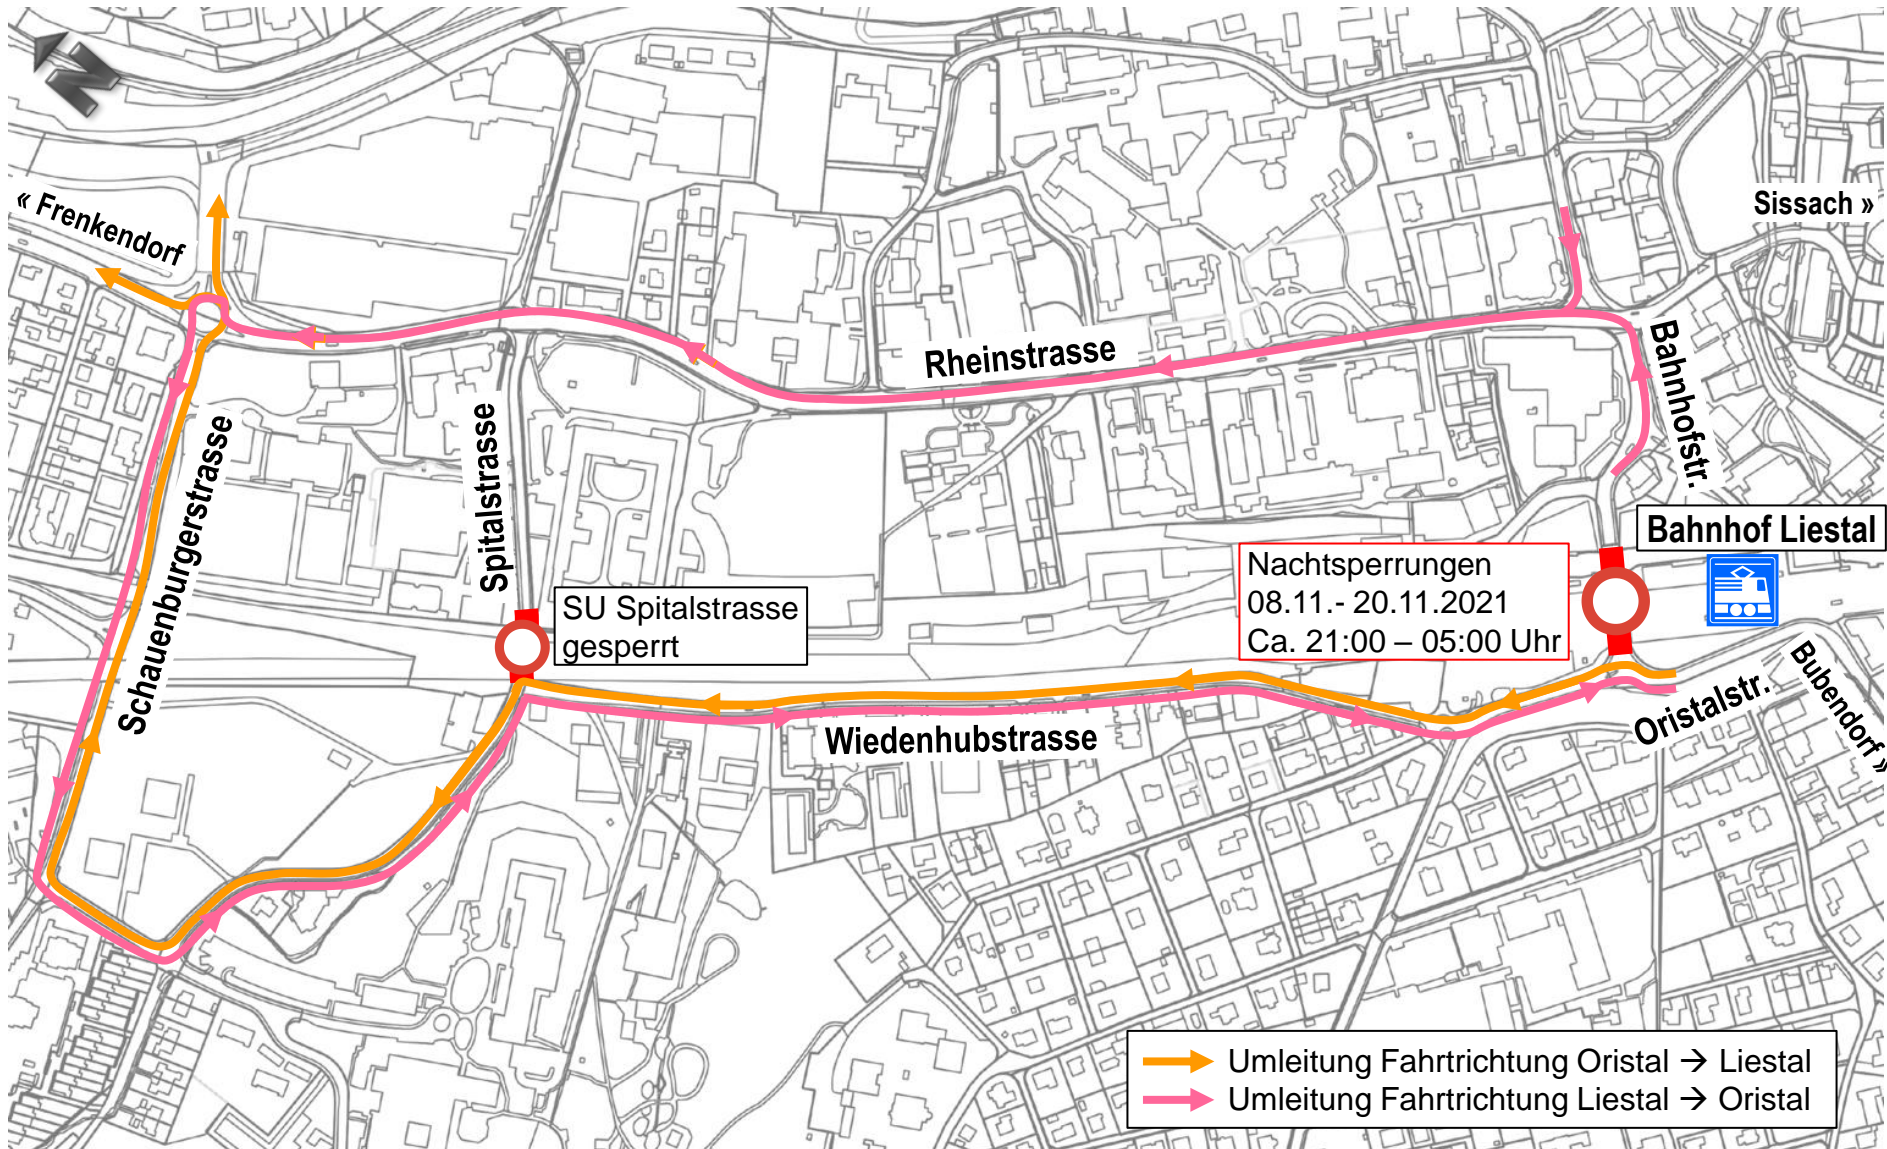 N
« Frenkendorf
Sissach »
Rheinstrasse
Bahnhofstr.
Schauenburgerstrasse
Spitalstrasse
Bahnhof Liestal
Nachtsperrungen
08.11.- 20.11.2021
Ca. 21:00 – 05:00 Uhr
SU Spitalstrasse
gesperrt
Wiedenhubstrasse
Oristalstr.
Bubendorf »
Umleitung Fahrtrichtung Oristal → Liestal
Umleitung Fahrtrichtung Liestal → Oristal